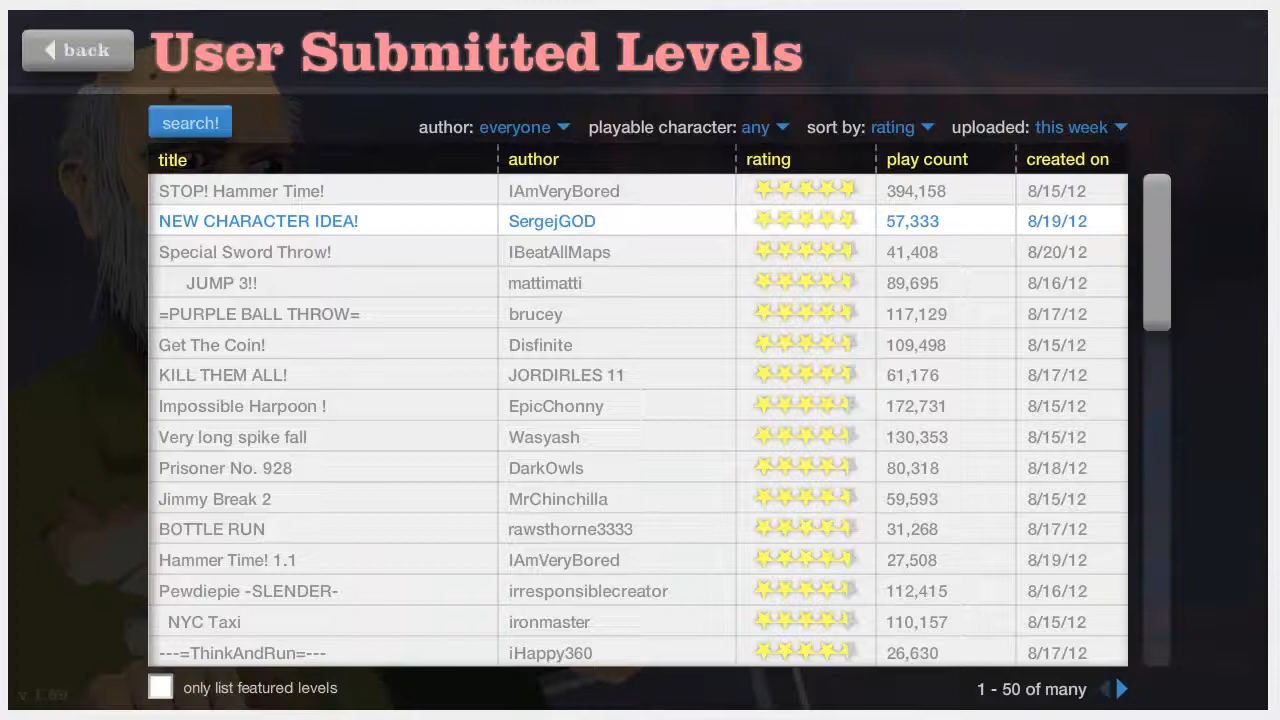 back
User Submitted Levels
search!
author: everyone playable character: any sort by: rating uploaded: this week
title author rating play count created on
STOP! Hammer Time! IAmVeryBored 394,158 8/15/12
NEW CHARACTER IDEA! SergejGOD 57,333 8/19/12
Special Sword Throw! IBeatAllMaps 41,408 8/20/12
JUMP 3!! mattimatti 89,695 8/16/12
=PURPLE BALL THROW= brucey 117,129 8/17/12
Get The Coin! Disfinite 109,498 8/15/12
KILL THEM ALL! JORDIRLES 11 61,176 8/17/12
Impossible Harpoon ! EpicChonny 172,731 8/15/12
Very long spike fall Wasyash 130,353 8/15/12
Prisoner No. 928 DarkOwls 80,318 8/18/12
Jimmy Break 2 MrChinchilla 59,593 8/15/12
BOTTLE RUN rawsthorne3333 31,268 8/17/12
Hammer Time! 1.1 IAmVeryBored 27,508 8/19/12
Pewdiepie -SLENDER- irresponsiblecreator 112,415 8/16/12
NYC Taxi ironmaster 110,157 8/15/12
---=ThinkAndRun=--- iHappy360 26,630 8/17/12
only list featured levels 1 - 50 of many